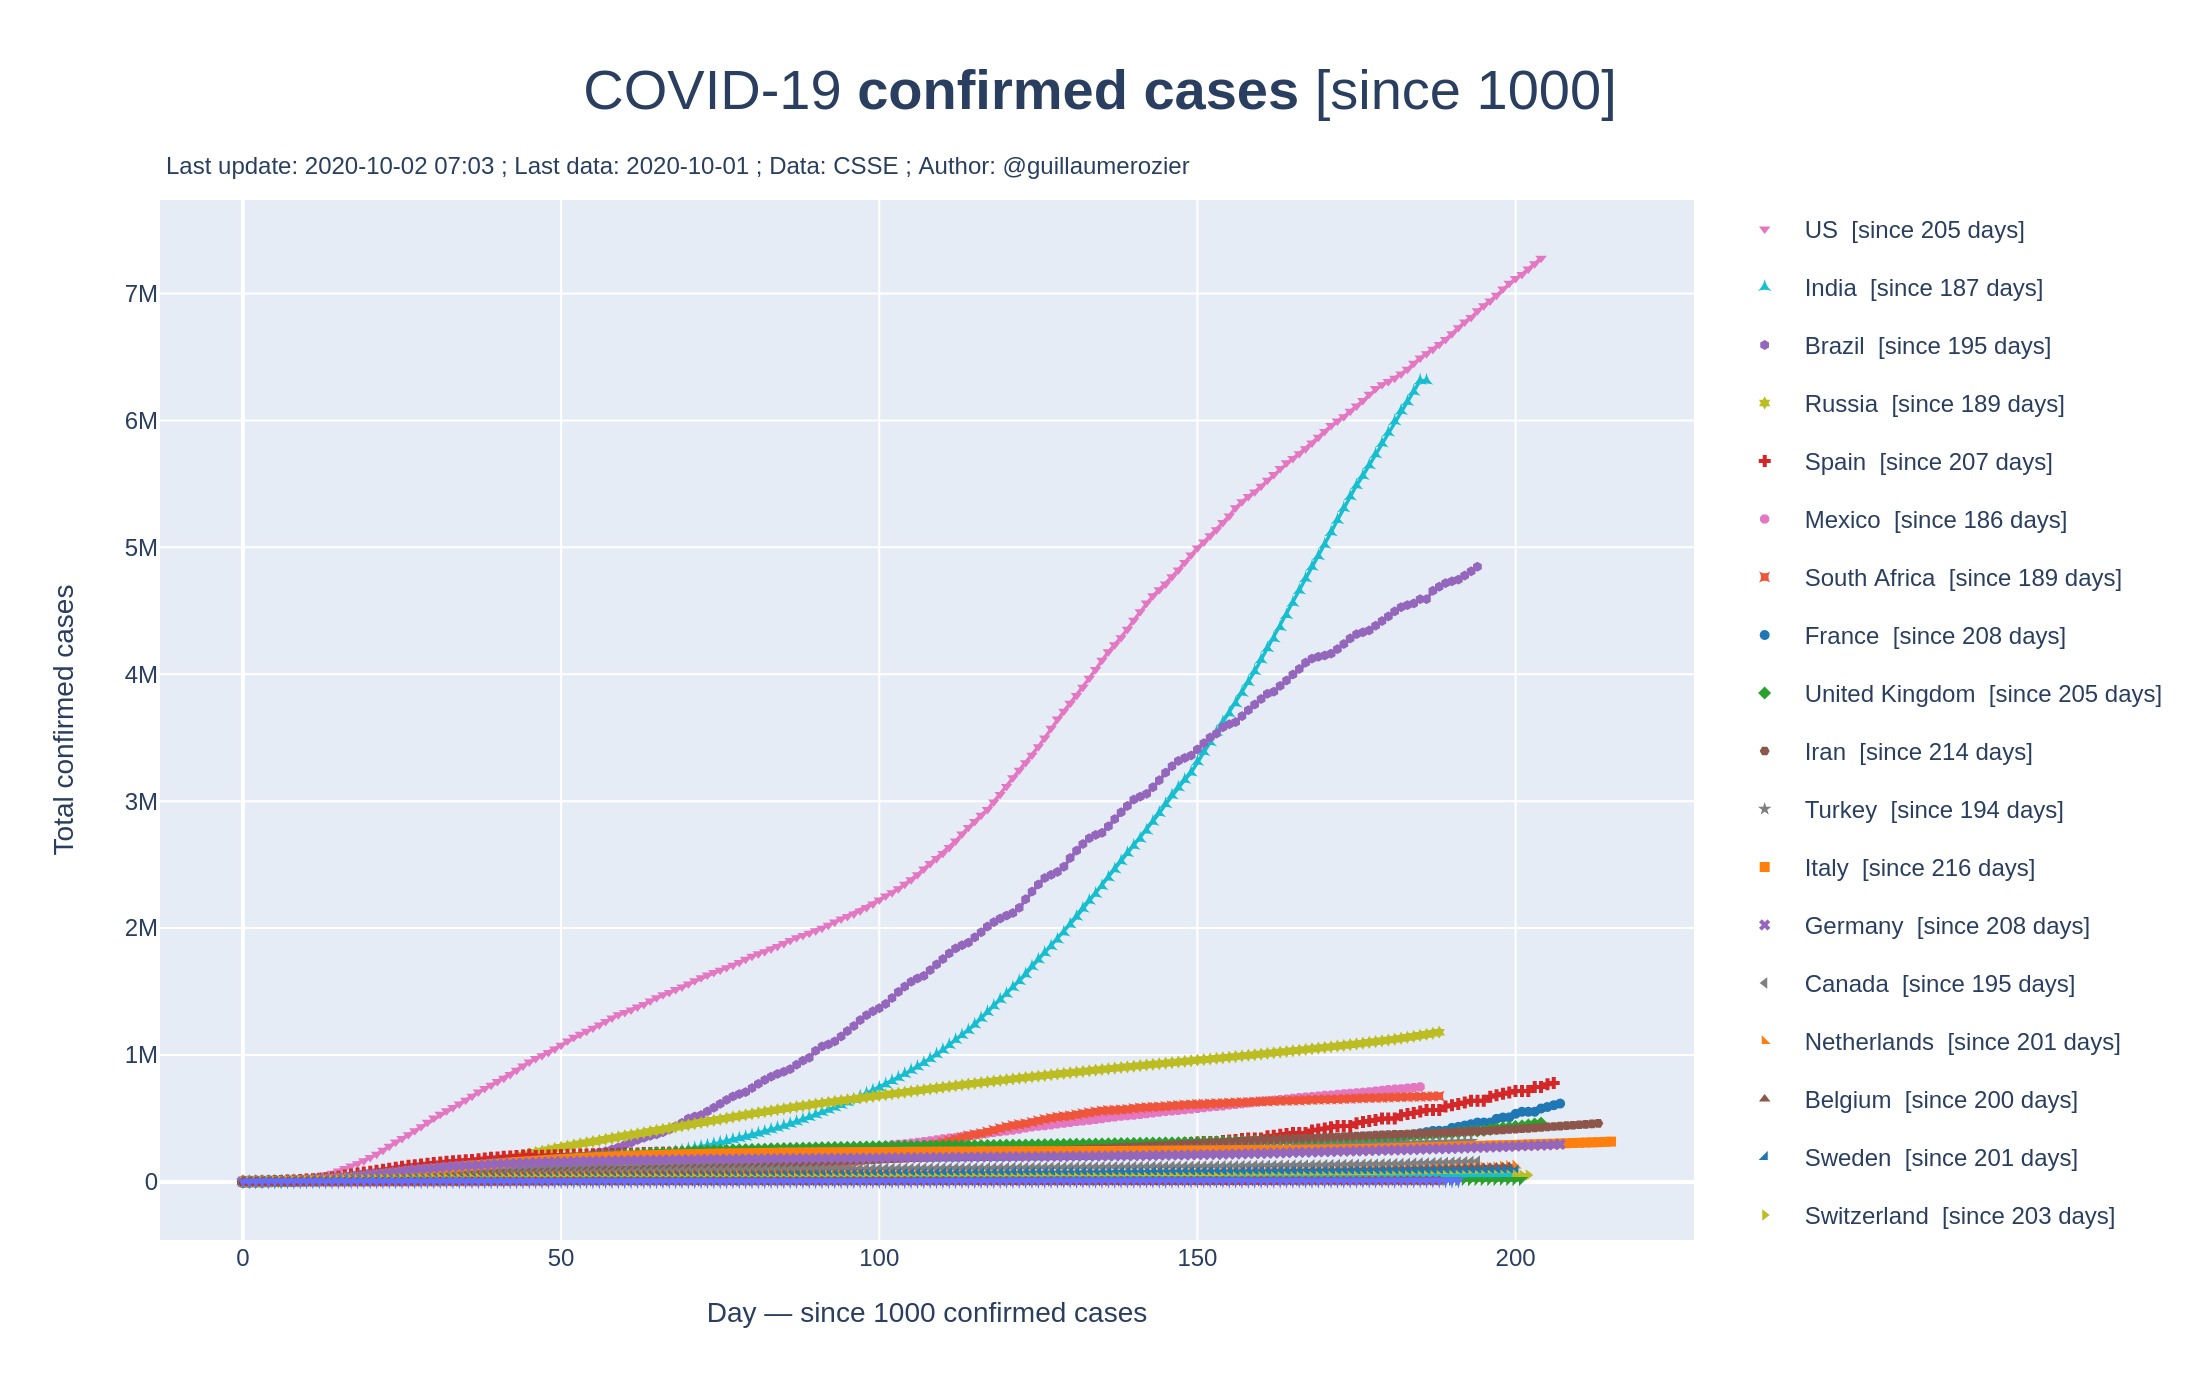 COVID-19 confirmed cases [since 1000]
Last update: 2020-10-02 07:03 ; Last data: 2020-10-01 ; Data: CSSE ; Author: @guillaumerozier
Total confirmed cases
7M
6M
5M
4M
3M
2M
1M
0
0 50 100 150 200
Day — since 1000 confirmed cases
US [since 205 days]
India [since 187 days]
Brazil [since 195 days]
Russia [since 189 days]
Spain [since 207 days]
Mexico [since 186 days]
South Africa [since 189 days]
France [since 208 days]
United Kingdom [since 205 days]
Iran [since 214 days]
Turkey [since 194 days]
Italy [since 216 days]
Germany [since 208 days]
Canada [since 195 days]
Netherlands [since 201 days]
Belgium [since 200 days]
Sweden [since 201 days]
Switzerland [since 203 days]